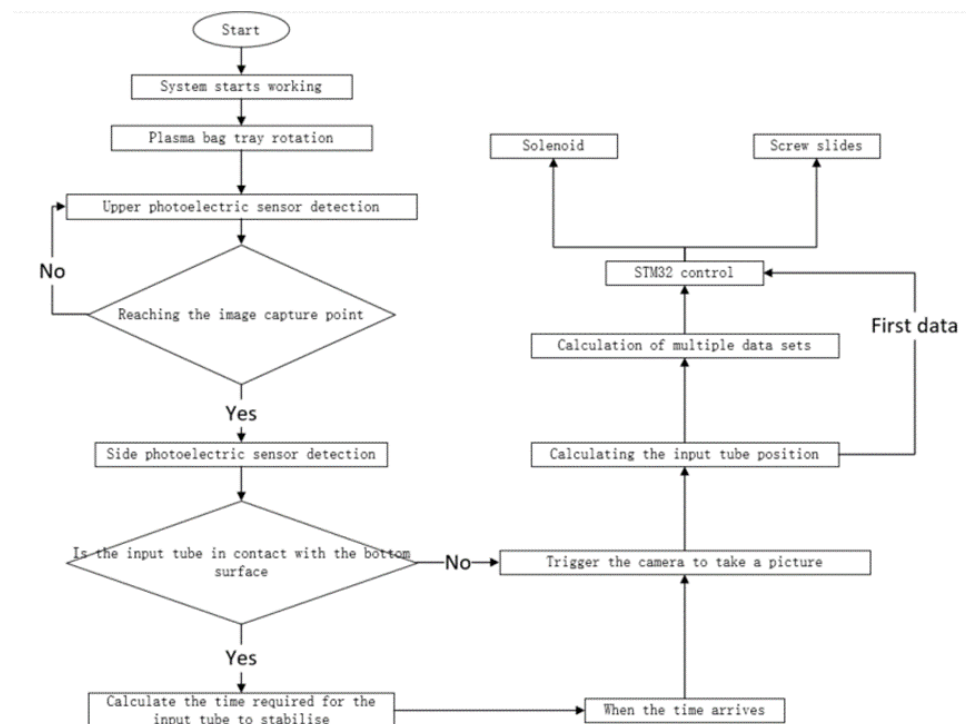 Start
System starts working
Plasma bag tray rotation
Upper photoelectric sensor detection
No
Reaching the image capture point
Yes
Side photoelectric sensor detection
Is the input tube in contact with the bottom
surface
No
Yes
Calculate the time required for the
input tube to stabilise
When the time arrives
Trigger the camera to take a picture
Calculating the input tube position
First data
Calculation of multiple data sets
STM32 control
Solenoid
Screw slides